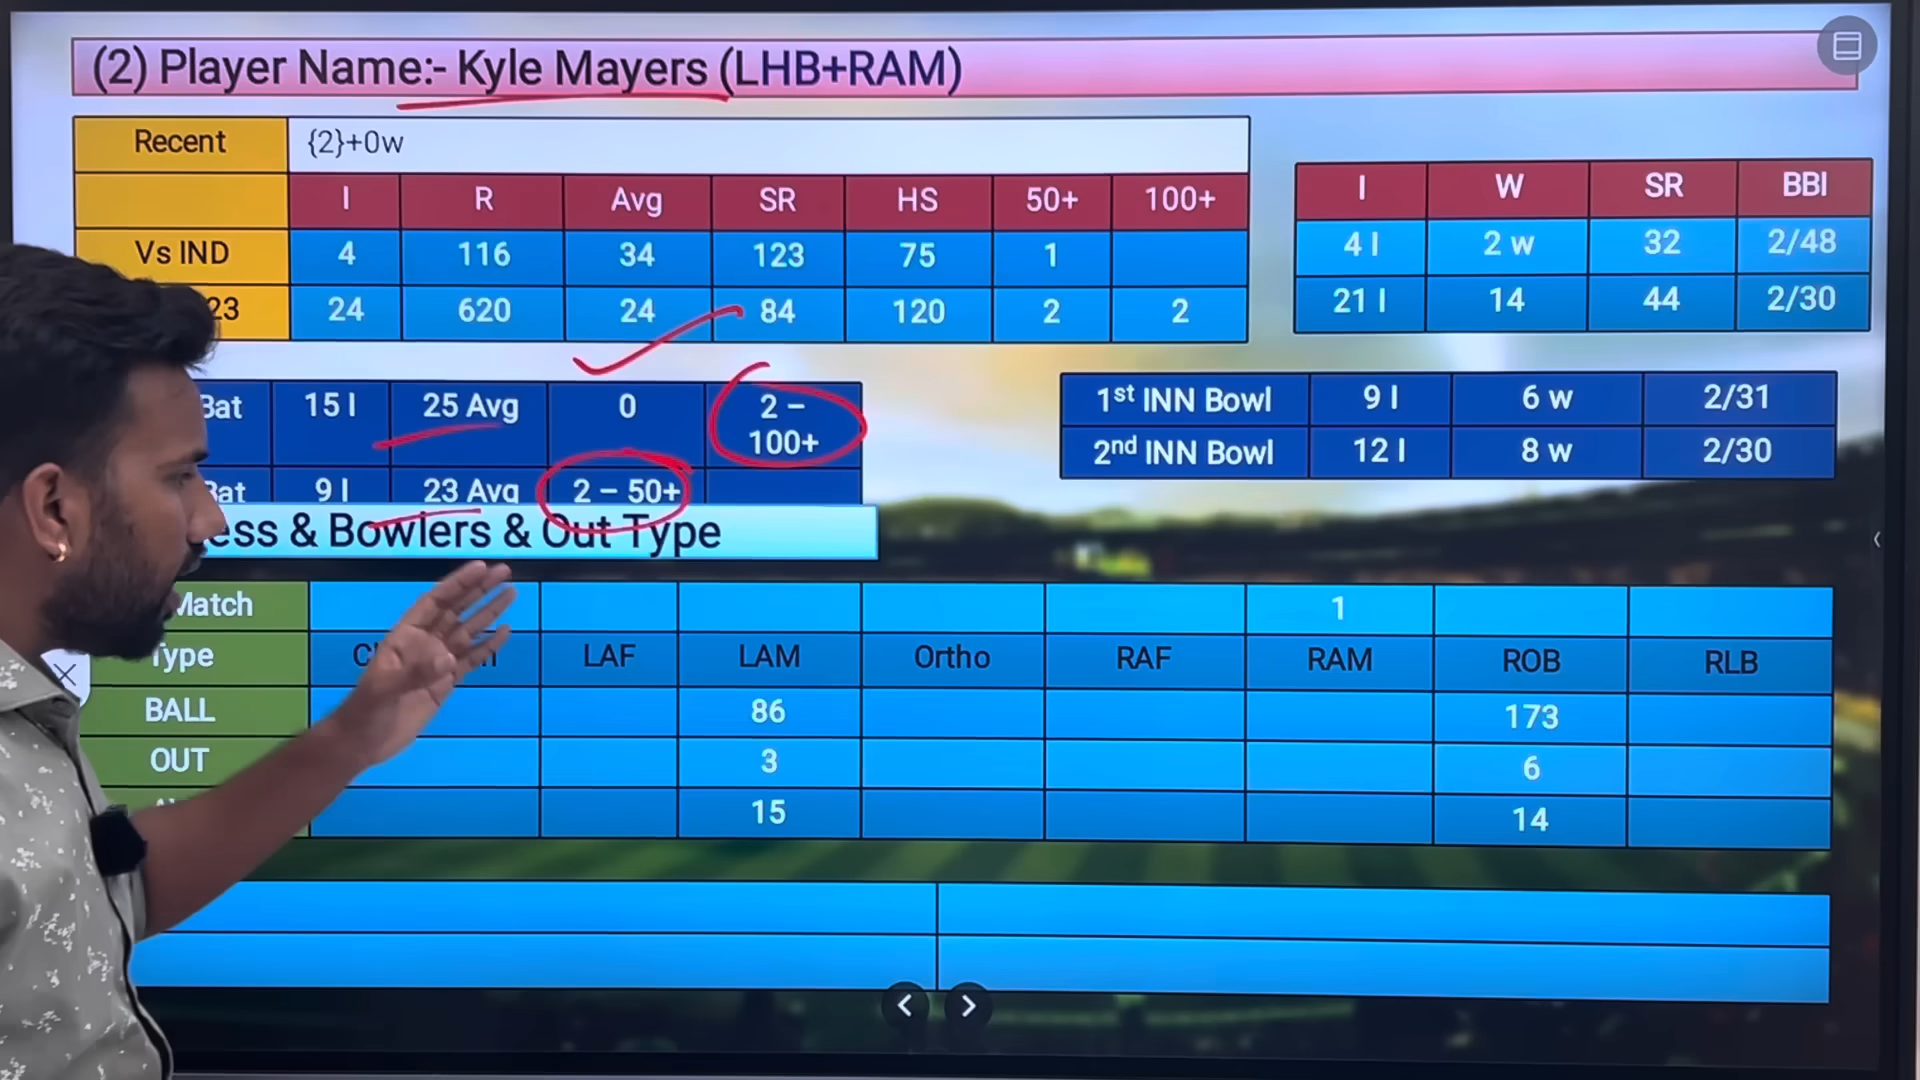 (2) Player Name:- Kyle Mayers (LHB+RAM)
Recent {2}+0w
I R Avg SR HS 50+ 100+
Vs IND 4 116 34 123 75 1
23 24 620 24 84 120 2 2
I W SR BBI
4 I 2 w 32 2/48
21 I 14 44 2/30
Bat 15 I 25 Avg 0 2 – 100+
Bat 9 I 23 Avg 2 – 50+
1st INN Bowl 9 I 6 w 2/31
2nd INN Bowl 12 I 8 w 2/30
ess & Bowlers & Out Type
Match 1
Type LAF LAM Ortho RAF RAM ROB RLB
BALL 86 173
OUT 3 6
15 14